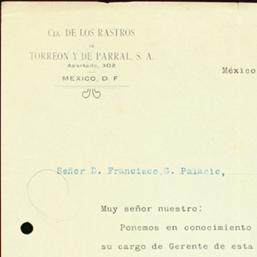 Cia. DE LOS RASTROS
DE
TORREON Y DE PARRAL, S. A.
Apartado, 302
MEXICO, D. F.
México
Señor D. Francisco G. Palacio,
Muy señor nuestro:
Ponemos en conocimiento
su cargo de Gerente de esta